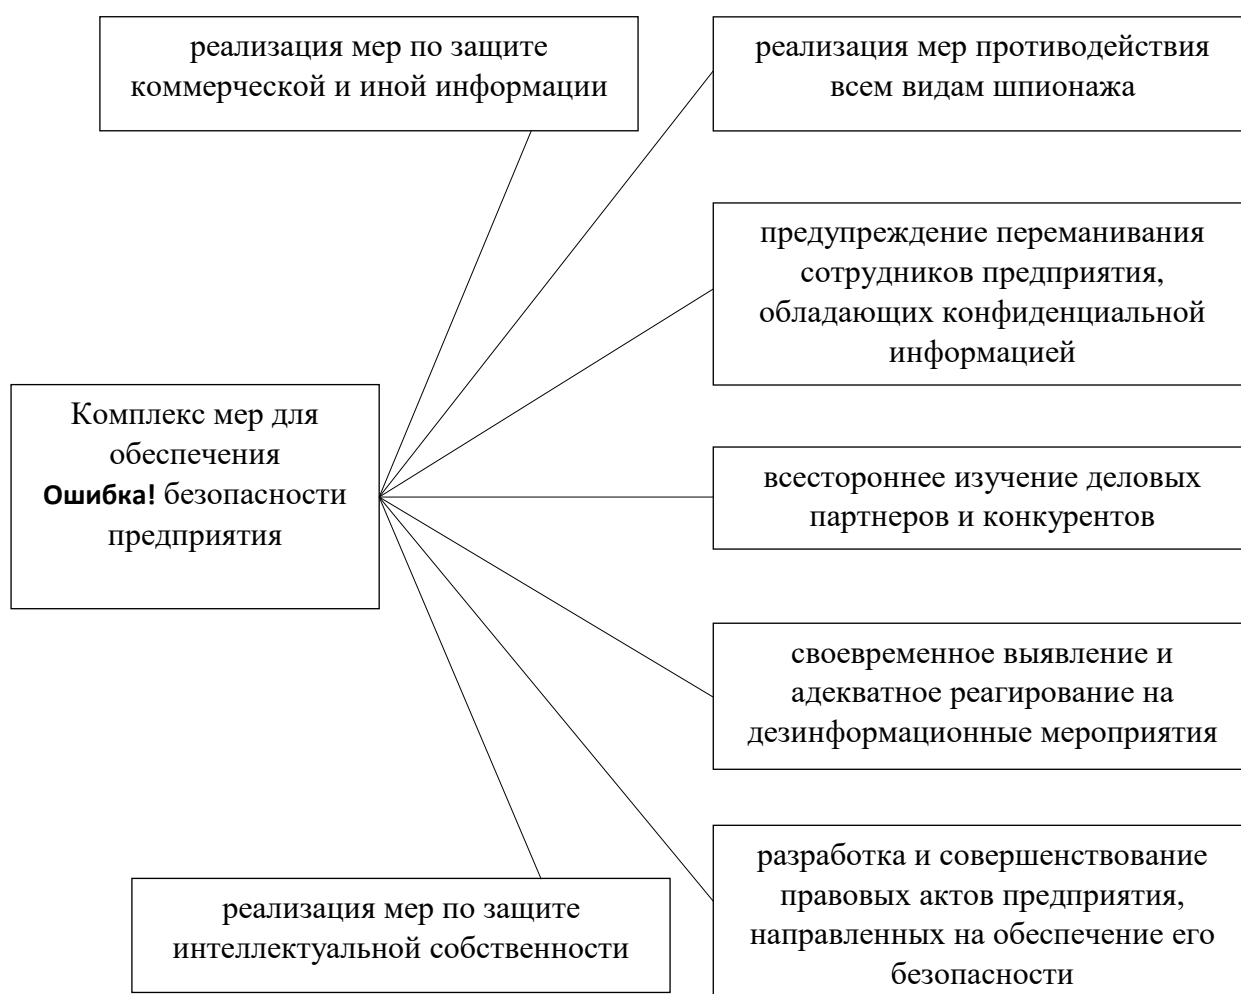 реализация мер по защите
коммерческой и иной информации
реализация мер противодействия
всем видам шпионажа
предупреждение переманивания
сотрудников предприятия,
обладающих конфиденциальной
информацией
Комплекс мер для
обеспечения
Ошибка! безопасности
предприятия
всестороннее изучение деловых
партнеров и конкурентов
своевременное выявление и
адекватное реагирование на
дезинформационные мероприятия
разработка и совершенствование
правовых актов предприятия,
направленных на обеспечение его
безопасности
реализация мер по защите
интеллектуальной собственности